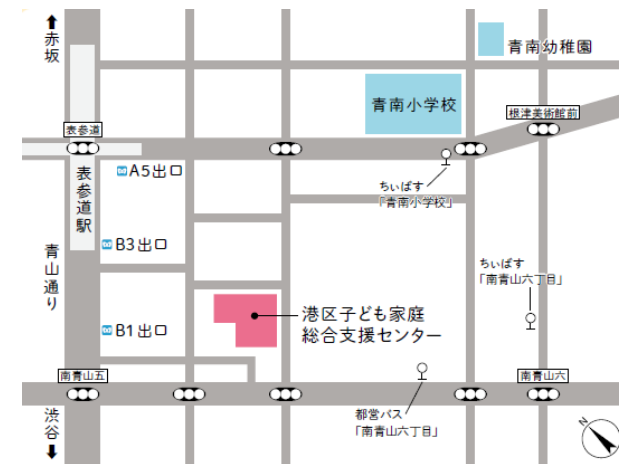 赤坂
青南幼稚園
青南小学校
根津美術館前
表参道
A5出口
表参道駅
ちぃばす
「青南小学校」
B3出口
青山通り
ちぃばす
「南青山六丁目」
港区子ども家庭
総合支援センター
B1出口
南青山五
南青山六
渋谷
都営バス
「南青山六丁目」
N